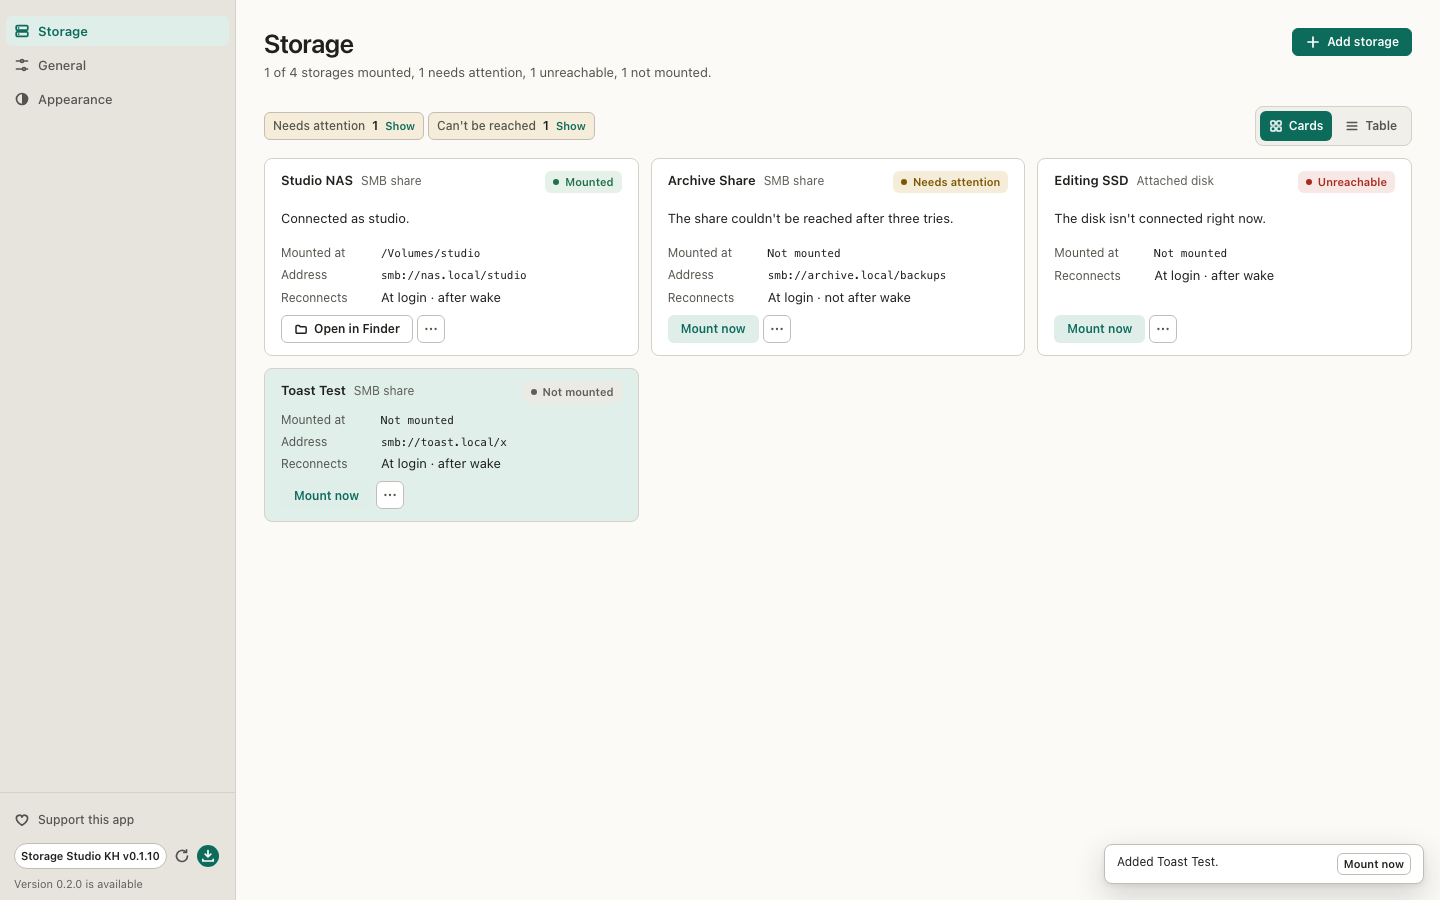 Storage
General
Appearance
Support this app
Storage Studio KH v0.1.10
Version 0.2.0 is available
Storage
Add storage
1 of 4 storages mounted, 1 needs attention, 1 unreachable, 1 not mounted.
Needs attention 1 Show
Can't be reached 1 Show
Cards
Table
Studio NAS SMB share
Mounted
Connected as studio.
Mounted at /Volumes/studio
Address smb://nas.local/studio
Reconnects At login · after wake
Open in Finder
Archive Share SMB share
Needs attention
The share couldn't be reached after three tries.
Mounted at Not mounted
Address smb://archive.local/backups
Reconnects At login · not after wake
Mount now
Editing SSD Attached disk
Unreachable
The disk isn't connected right now.
Mounted at Not mounted
Reconnects At login · after wake
Mount now
Toast Test SMB share
Not mounted
Mounted at Not mounted
Address smb://toast.local/x
Reconnects At login · after wake
Mount now
Added Toast Test.
Mount now